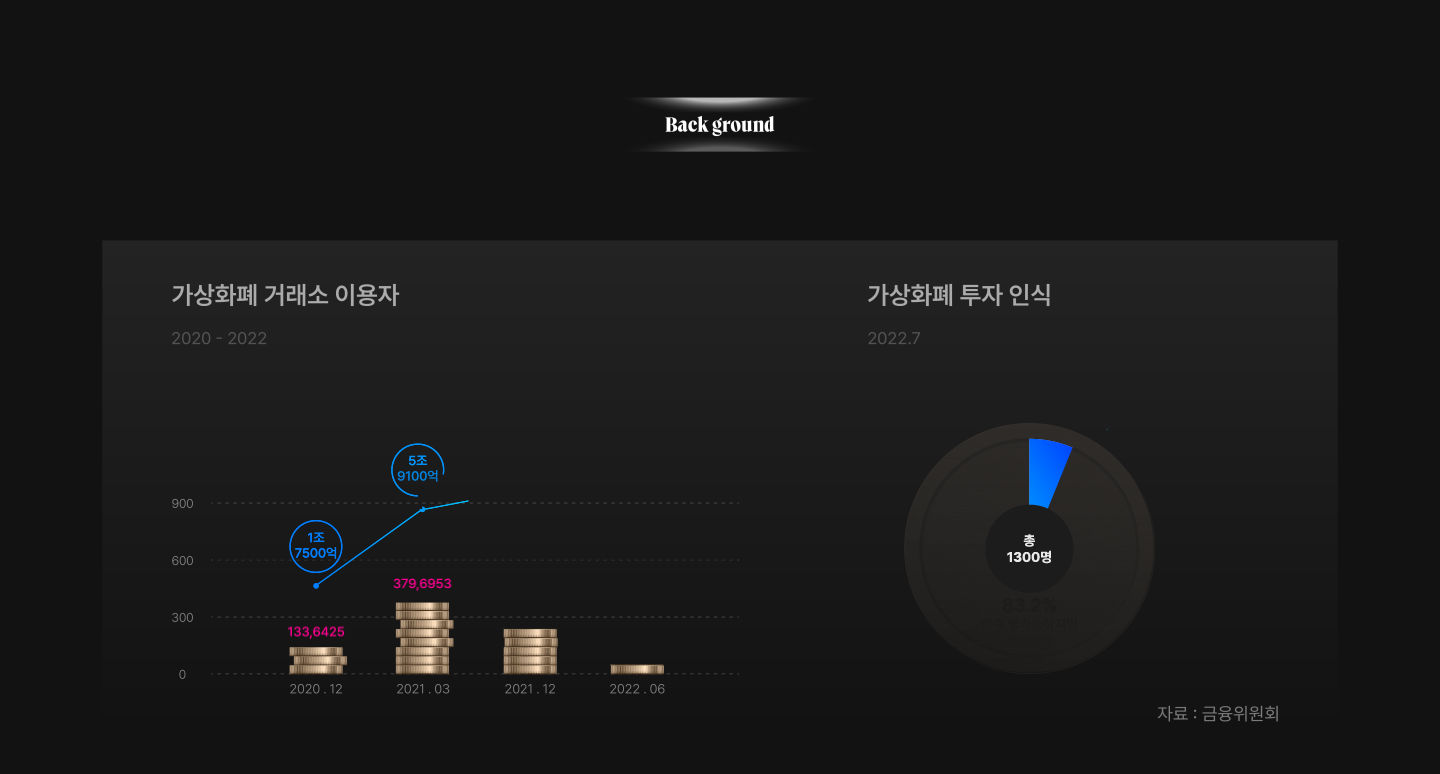 Back ground
가상화폐 거래소 이용자
2020 - 2022
5조
9100억
900
1조
7500억
600
379,6953
300
133,6425
0
2020 . 12
2021 . 03
2021 . 12
2022 . 06
가상화폐 투자 인식
2022.7
총
1300명
83.2%
자료 : 금융위원회